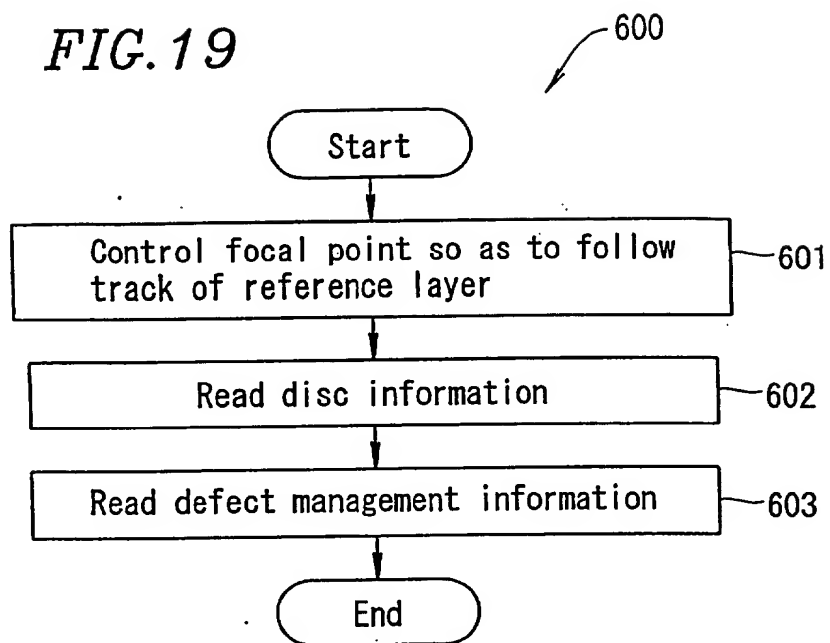 FIG.19
600
Start
Control focal point so as to follow
track of reference layer
601
Read disc information
602
Read defect management information
603
End